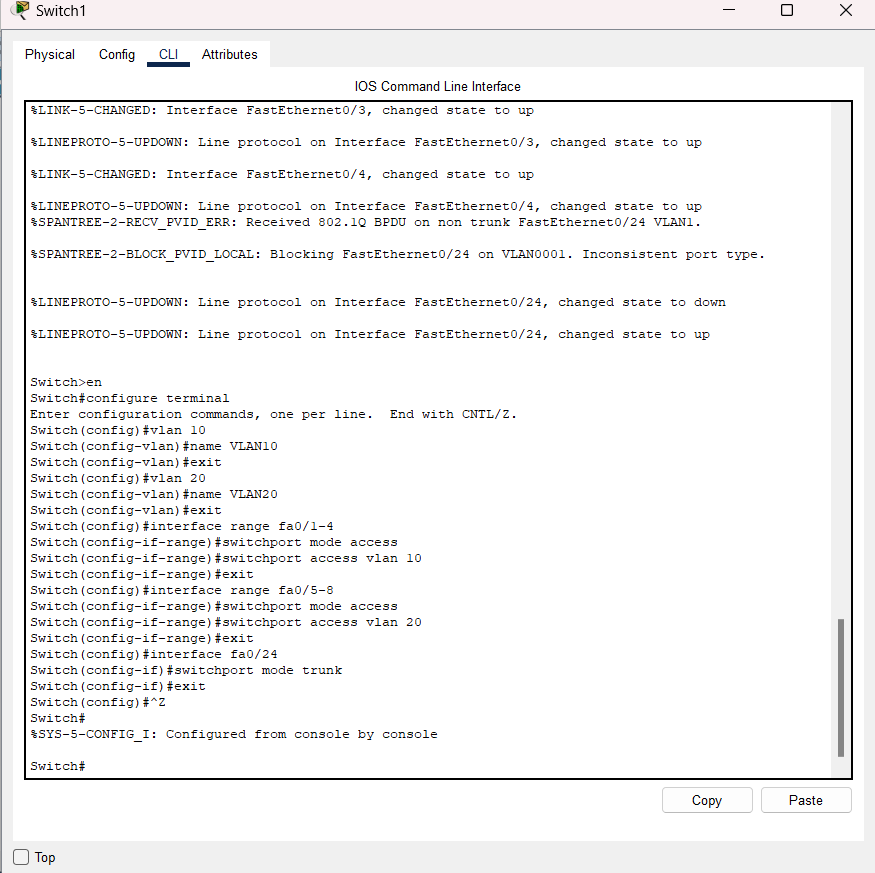 Switch1
Physical Config CLI Attributes
IOS Command Line Interface
%LINK-5-CHANGED: Interface FastEthernet0/3, changed state to up
%LINEPROTO-5-UPDOWN: Line protocol on Interface FastEthernet0/3, changed state to up
%LINK-5-CHANGED: Interface FastEthernet0/4, changed state to up
%LINEPROTO-5-UPDOWN: Line protocol on Interface FastEthernet0/4, changed state to up
%SPANTREE-2-RECV_PVID_ERR: Received 802.1Q BPDU on non trunk FastEthernet0/24 VLAN1.
%SPANTREE-2-BLOCK_PVID_LOCAL: Blocking FastEthernet0/24 on VLAN0001. Inconsistent port type.
%LINEPROTO-5-UPDOWN: Line protocol on Interface FastEthernet0/24, changed state to down
%LINEPROTO-5-UPDOWN: Line protocol on Interface FastEthernet0/24, changed state to up
Switch>en
Switch#configure terminal
Enter configuration commands, one per line.  End with CNTL/Z.
Switch(config)#vlan 10
Switch(config-vlan)#name VLAN10
Switch(config-vlan)#exit
Switch(config)#vlan 20
Switch(config-vlan)#name VLAN20
Switch(config-vlan)#exit
Switch(config)#interface range fa0/1-4
Switch(config-if-range)#switchport mode access
Switch(config-if-range)#switchport access vlan 10
Switch(config-if-range)#exit
Switch(config)#interface range fa0/5-8
Switch(config-if-range)#switchport mode access
Switch(config-if-range)#switchport access vlan 20
Switch(config-if-range)#exit
Switch(config)#interface fa0/24
Switch(config-if)#switchport mode trunk
Switch(config-if)#exit
Switch(config)#^Z
Switch#
%SYS-5-CONFIG_I: Configured from console by console
Switch#
Copy Paste
Top